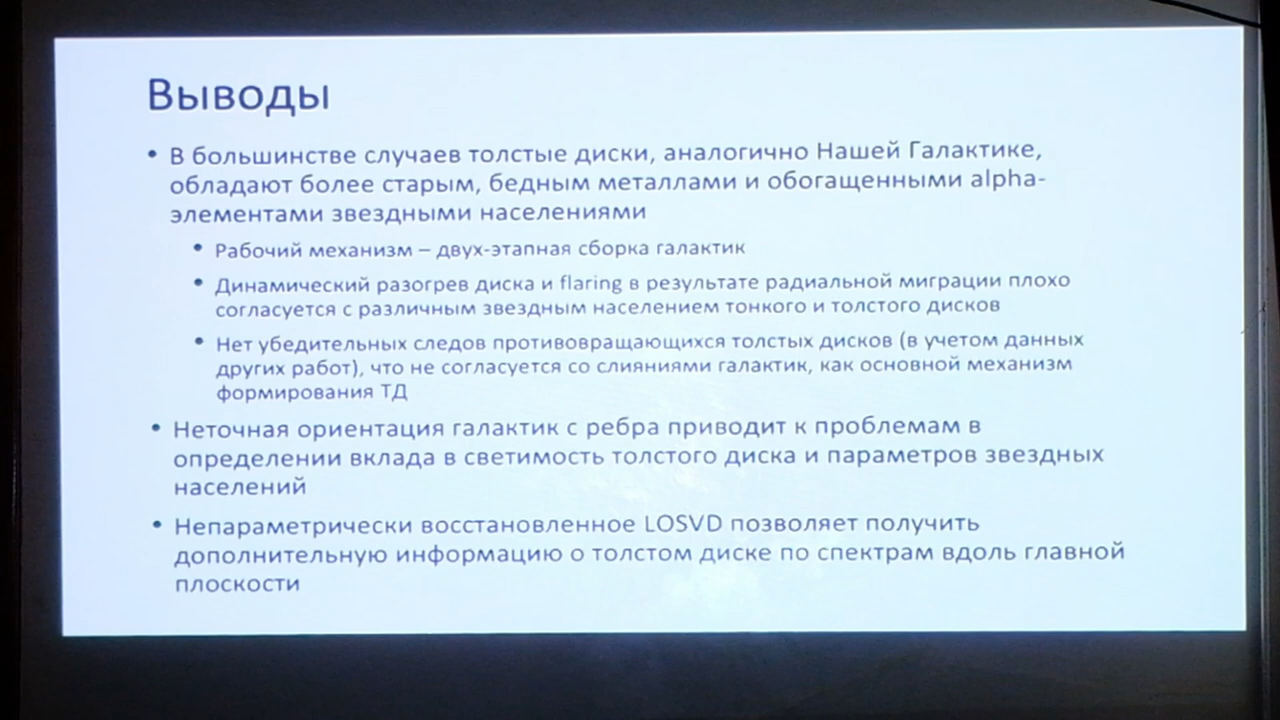 Выводы
• В большинстве случаев толстые диски, аналогично Нашей Галактике,
обладают более старым, бедным металлами и обогащенными alpha-
элементами звездными населениями
• Рабочий механизм – двух-этапная сборка галактик
• Динамический разогрев диска и flaring в результате радиальной миграции плохо
согласуется с различным звездным населением тонкого и толстого дисков
• Нет убедительных следов противовращающихся толстых дисков (в учетом данных
других работ), что не согласуется со слияниями галактик, как основной механизм
формирования ТД
• Неточная ориентация галактик с ребра приводит к проблемам в
определении вклада в светимость толстого диска и параметров звездных
населений
• Непараметрически восстановленное LOSVD позволяет получить
дополнительную информацию о толстом диске по спектрам вдоль главной
плоскости